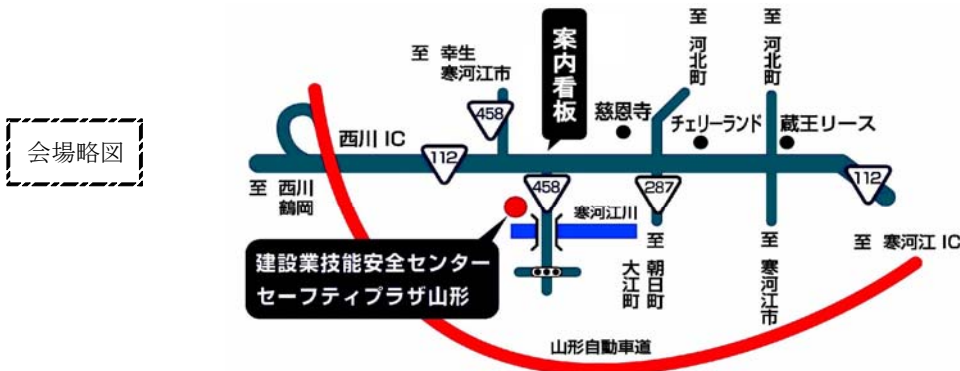 会場略図
至 幸生
寒河江市
案内看板
至 河北町
至 河北町
458
慈恩寺
チェリーランド
蔵王リース
西川 IC
112
至 西川
鶴岡
458
287
112
寒河江川
至 寒河江 IC
建設業技能安全センター
セーフティプラザ山形
至 朝日町
大江町
至 寒河江市
山形自動車道